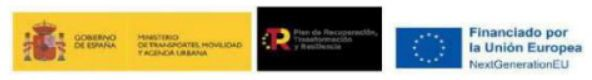 GOBIERNO
DE ESPAÑA
MINISTERIO
DE TRANSPORTES, MOVILIDAD
Y AGENDA URBANA
Plan de Recuperación,
Transformación
y Resiliencia
Financiado por
la Unión Europea
NextGenerationEU